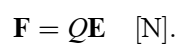 F = QE [N].